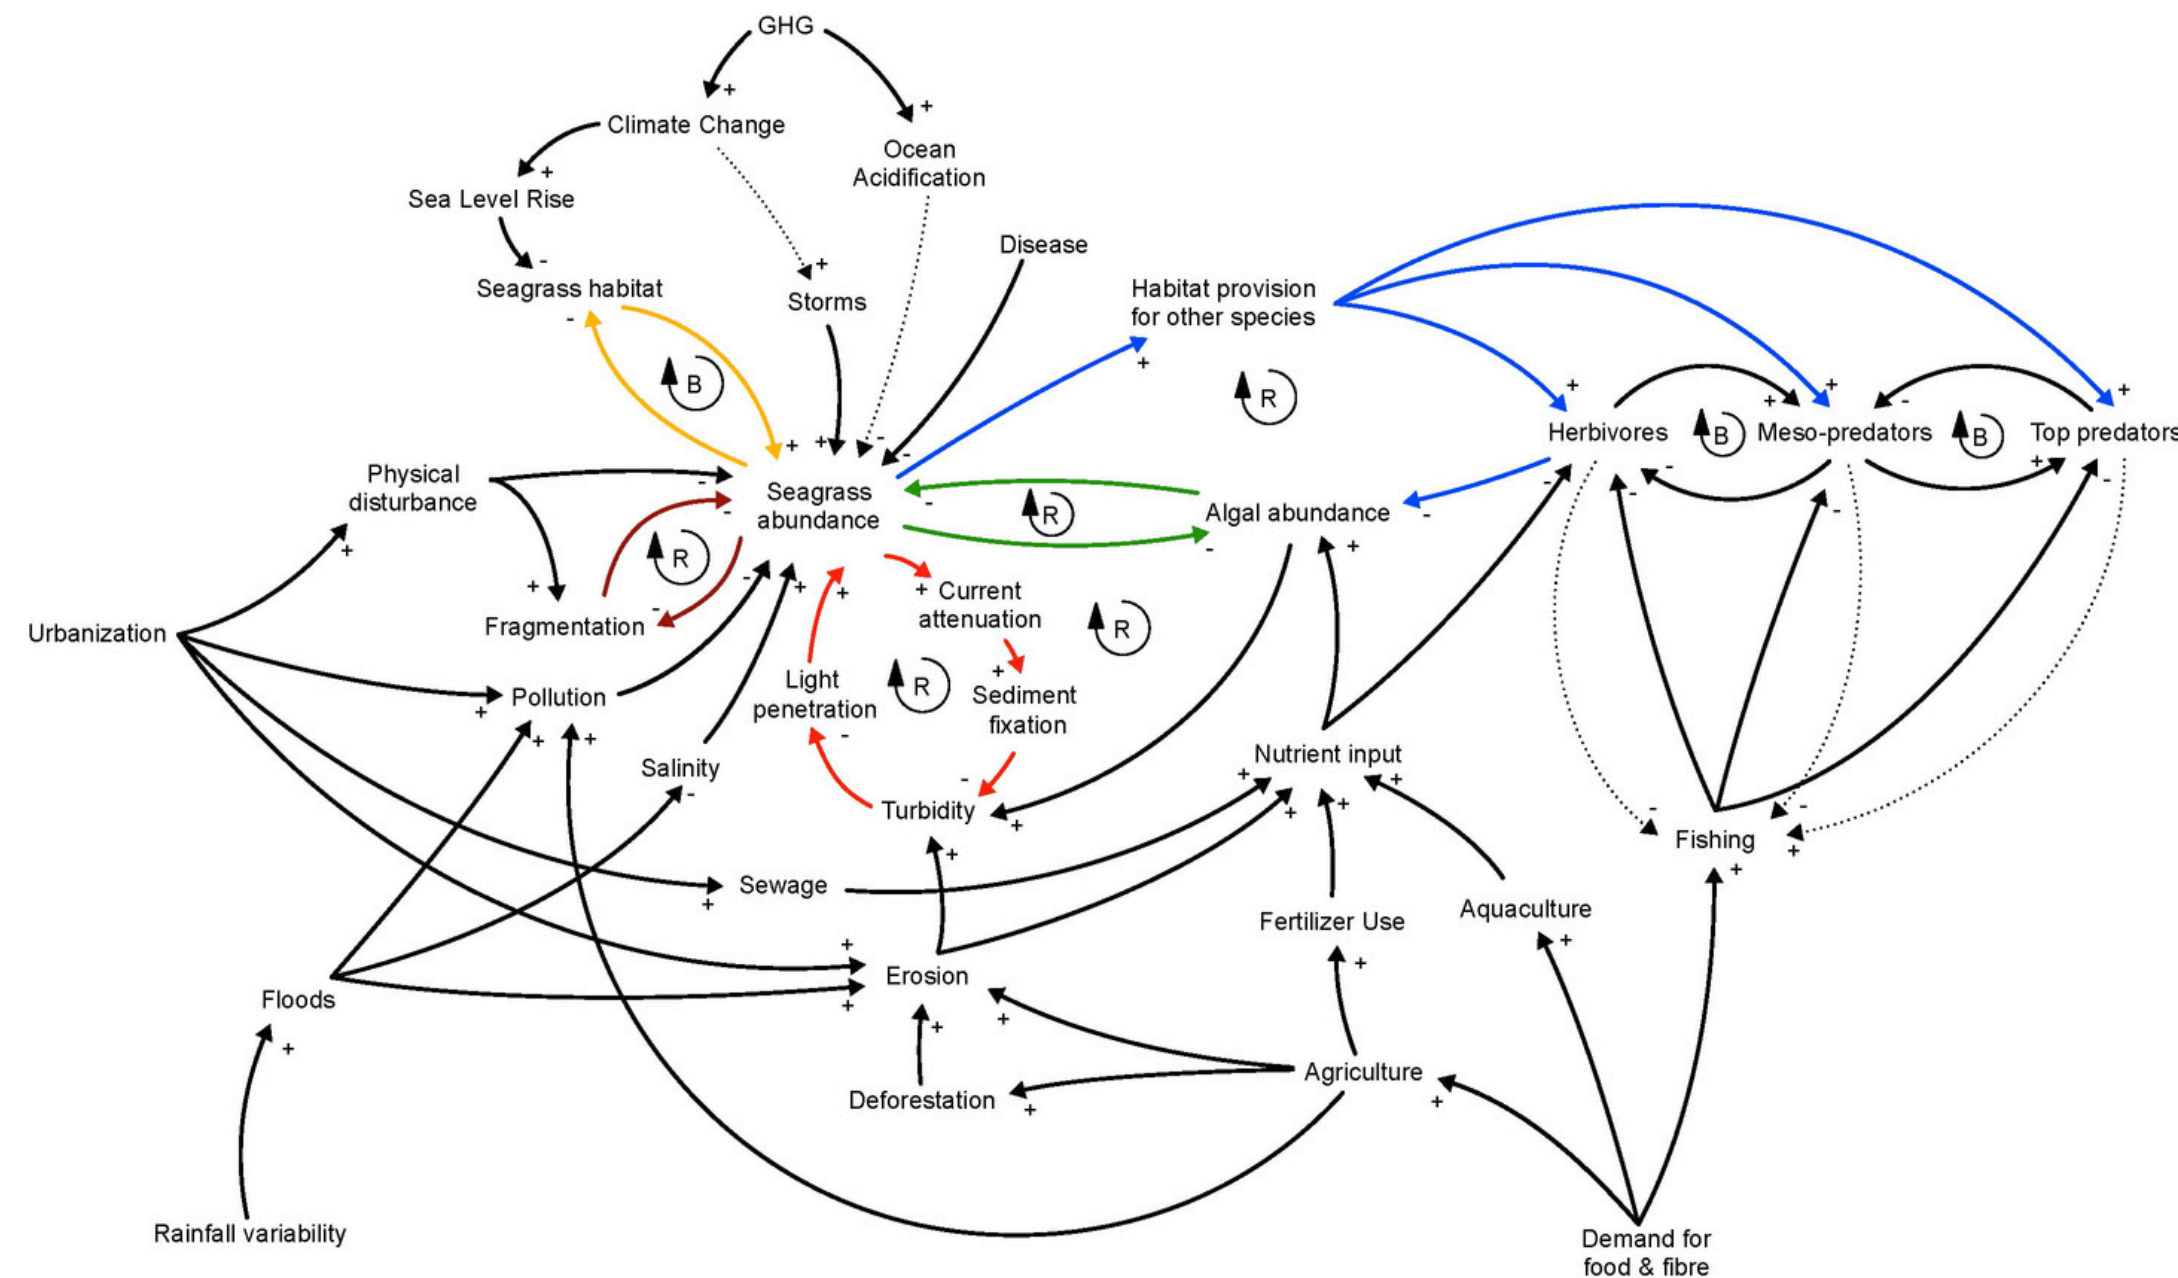 GHG
+
+
Climate Change
Ocean
Acidification
+
Sea Level Rise
Disease
-
+
Seagrass habitat
-
Storms
Habitat provision
for other species
+
B
R
+
+
+
+
-
+
-
-
+ + - -
Herbivores
B
Meso-predators
B
Top predators
Physical
disturbance
-
-
Seagrass
abundance
-
R
Algal abundance
-
-
-
+
-
-
-
-
+
R
-
+
+
Fragmentation
-
-
+
+
+
Current
attenuation
R
+
Urbanization
Pollution
+
+
+
Light
penetration
-
R
+
Sediment
fixation
Salinity
-
-
Turbidity
+
+
Nutrient input
+
+
+
+
Fishing
-
-
+
+
Sewage
+
Fertilizer Use
+
Aquaculture
+
Floods
+
Erosion
+
+
+
+
Deforestation
+
Agriculture
+
Rainfall variability
Demand for
food & fibre